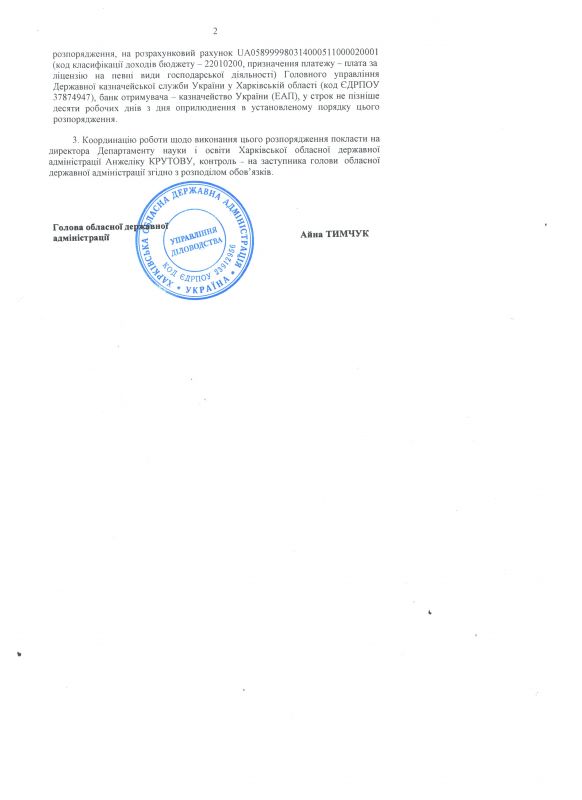 2
розпорядження, на розрахунковий рахунок UA058999980314000511000020001
(код класифікації доходів бюджету – 22010200, призначення платежу – плата за
ліцензію на певні види господарської діяльності) Головного управління
Державної казначейської служби України у Харківській області (код ЄДРПОУ
37874947), банк отримувача – казначейство України (ЕАП), у строк не пізніше
десяти робочих днів з дня оприлюднення в установленому порядку цього
розпорядження.
3. Координацію роботи щодо виконання цього розпорядження покласти на
директора Департаменту науки і освіти Харківської обласної державної
адміністрації Анжеліку КРУТОВУ, контроль – на заступника голови обласної
державної адміністрації згідно з розподілом обов’язків.
Голова обласної державної
адміністрації
Айна ТИМЧУК
ХАРКІВСЬКА ОБЛАСНА ДЕРЖАВНА АДМІНІСТРАЦІЯ
* УКРАЇНА *
УПРАВЛІННЯ
ДІЛОВОДСТВА
КОД ЄДРПОУ 23912956